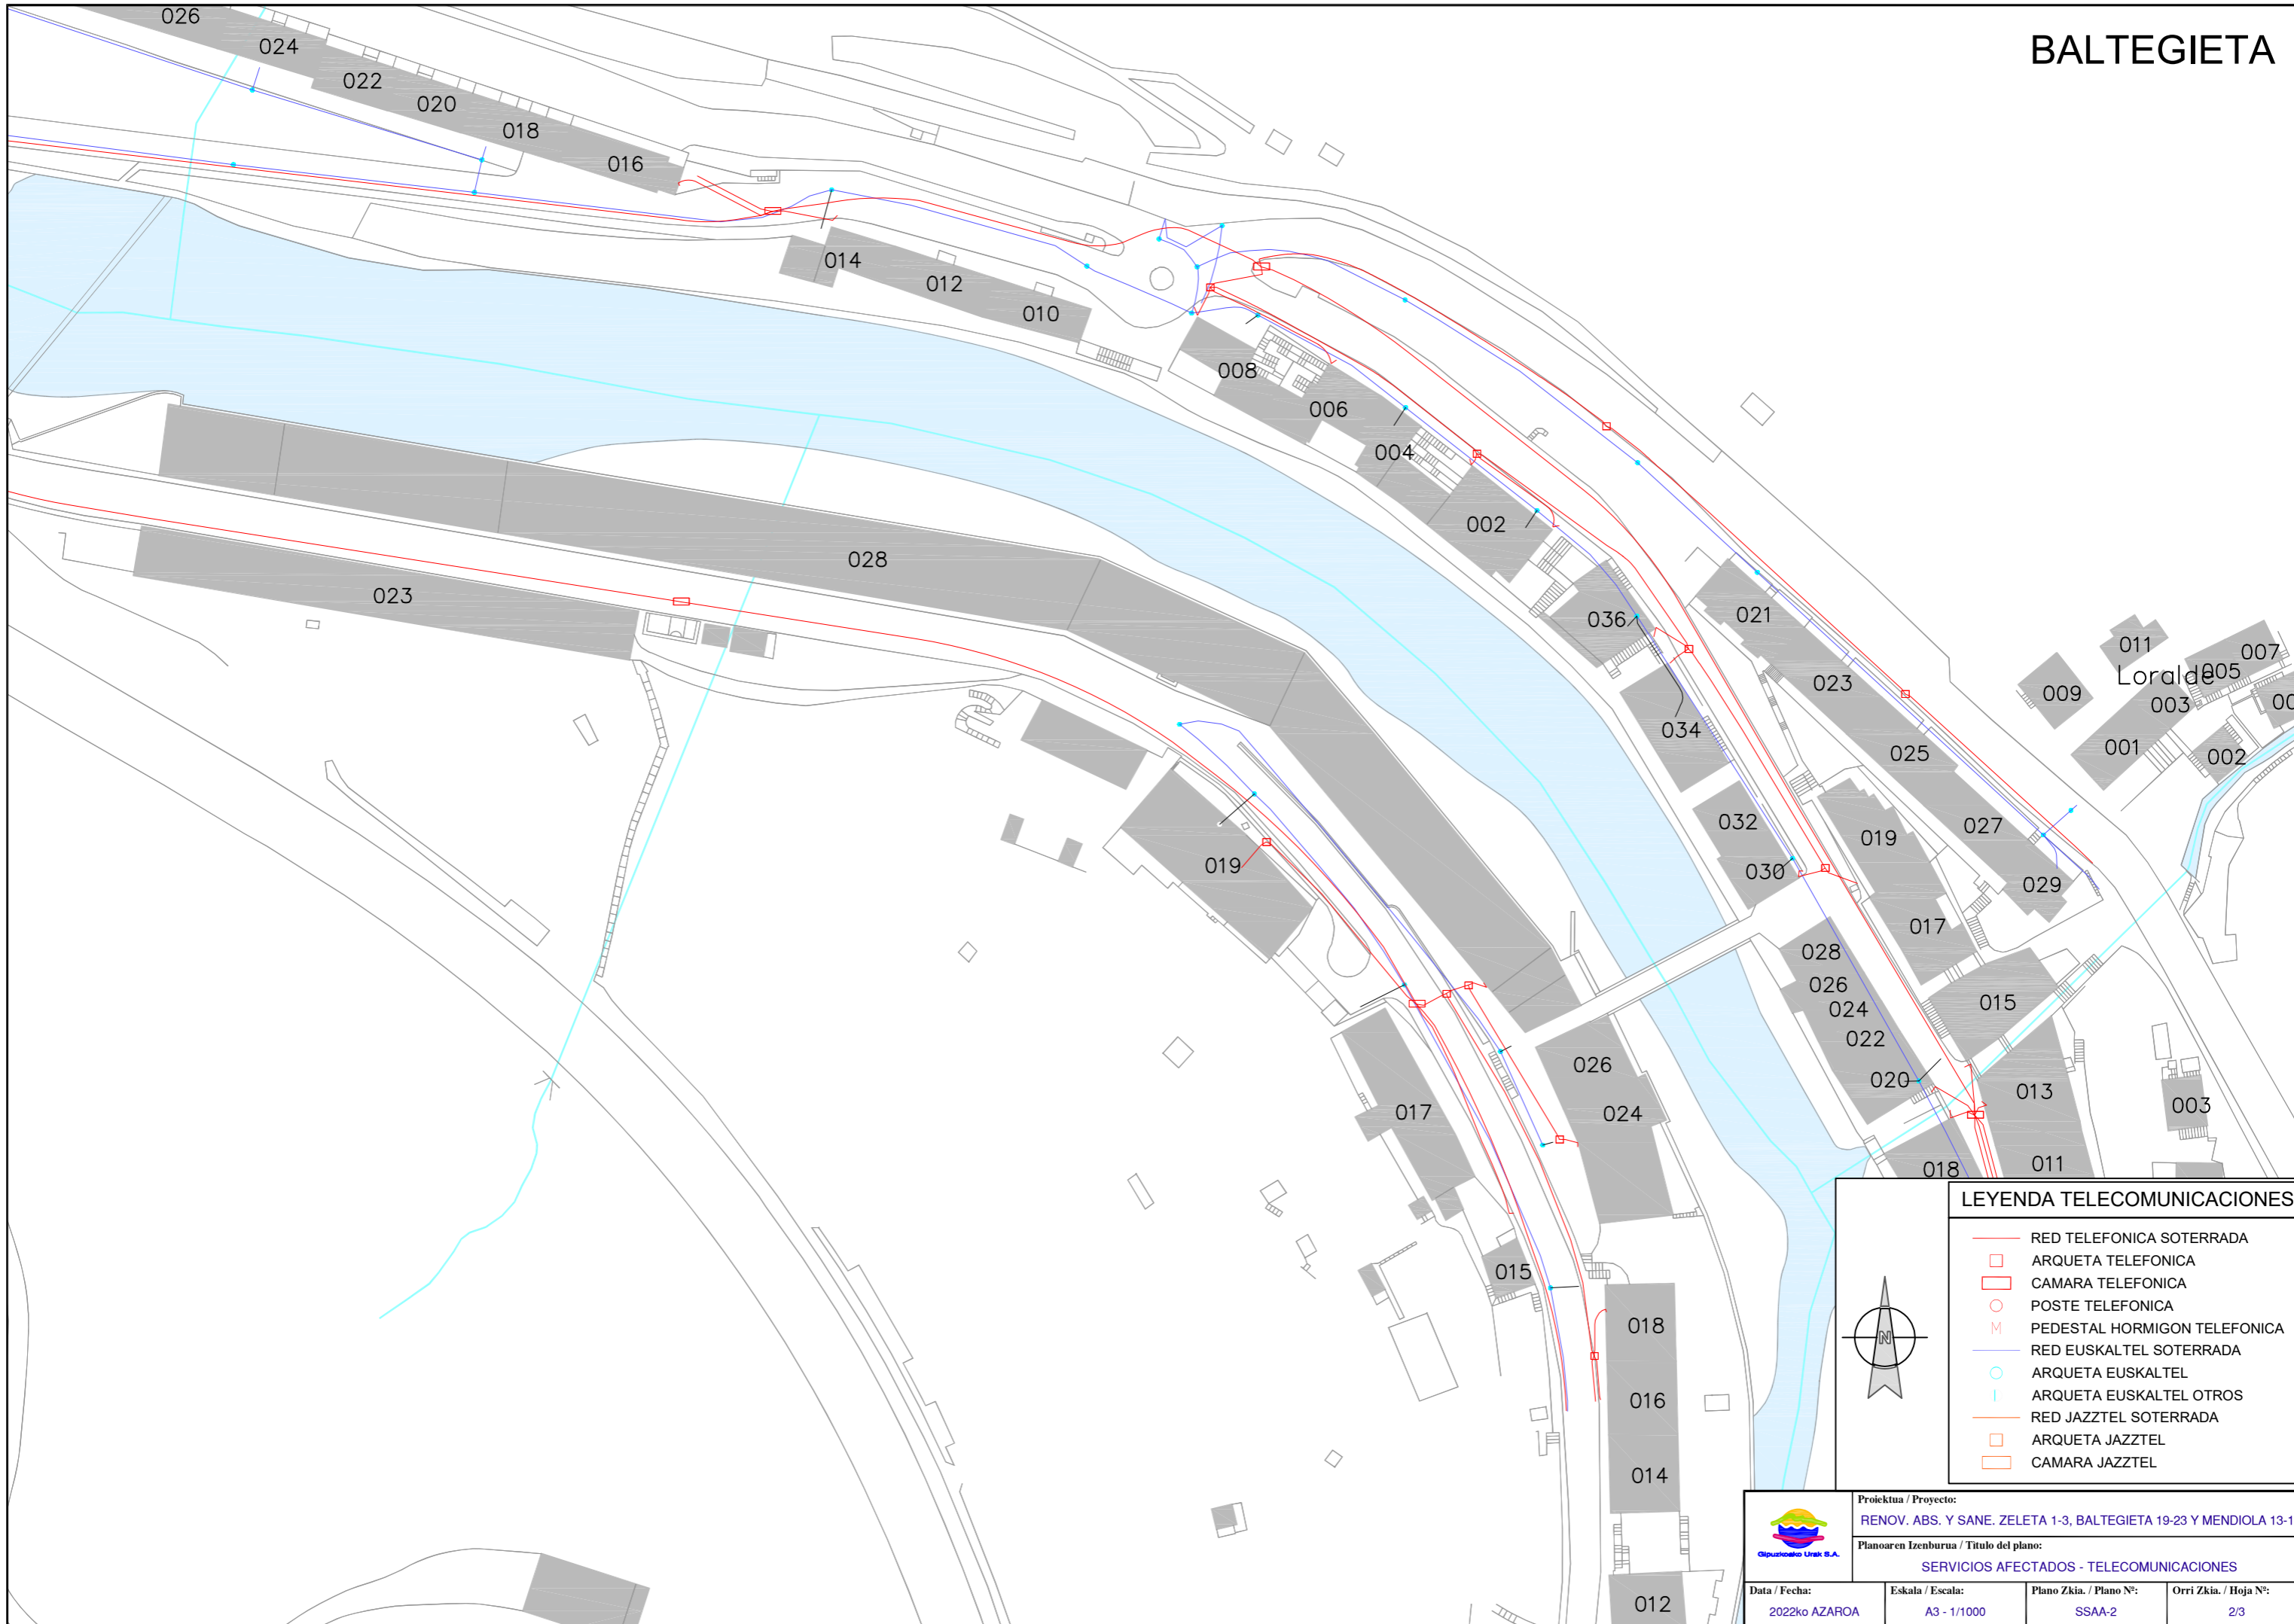 BALTEGIETA
026
024
022
020
018
016
014
012
010
008
006
004
002
036
034
032
030
028
026
024
022
020
018
021
023
025
027
029
019
017
015
013
011
003
011
007
Loralde
005
009
003
001
002
028
023
019
017
015
026
024
018
016
014
012
N
LEYENDA TELECOMUNICACIONES
RED TELEFONICA SOTERRADA
ARQUETA TELEFONICA
CAMARA TELEFONICA
POSTE TELEFONICA
M PEDESTAL HORMIGON TELEFONICA
RED EUSKALTEL SOTERRADA
ARQUETA EUSKALTEL
ARQUETA EUSKALTEL OTROS
RED JAZZTEL SOTERRADA
ARQUETA JAZZTEL
CAMARA JAZZTEL
Gipuzkoako Urak S.A.
Proiektua / Proyecto:
RENOV. ABS. Y SANE. ZELETA 1-3, BALTEGIETA 19-23 Y MENDIOLA 13-1
Planoaren Izenburua / Titulo del plano:
SERVICIOS AFECTADOS - TELECOMUNICACIONES
Data / Fecha:
2022ko AZAROA
Eskala / Escala:
A3 - 1/1000
Plano Zkia. / Plano Nº:
SSAA-2
Orri Zkia. / Hoja Nº:
2/3